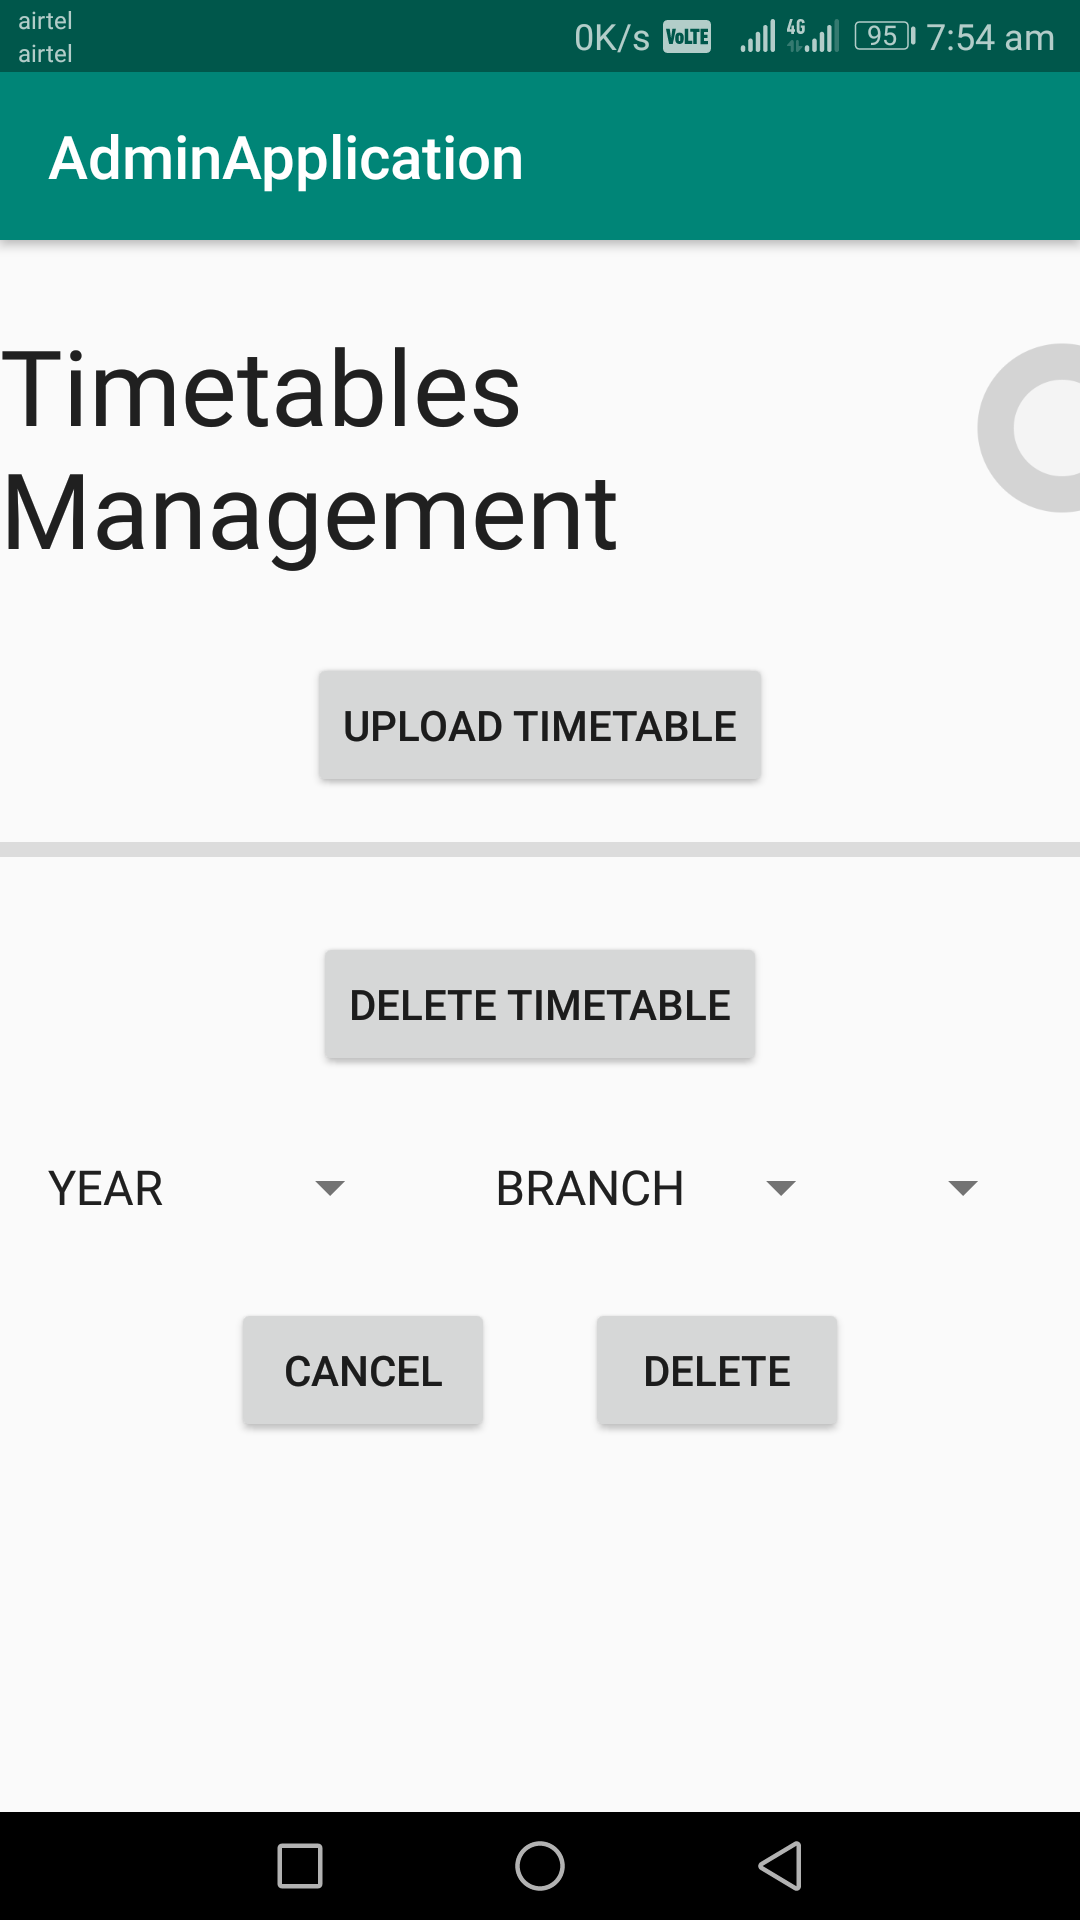 airtel
airtel
0K/s VoLTE 4G 95 7:54 am
AdminApplication
Timetables
Management
UPLOAD TIMETABLE
DELETE TIMETABLE
YEAR BRANCH
CANCEL DELETE